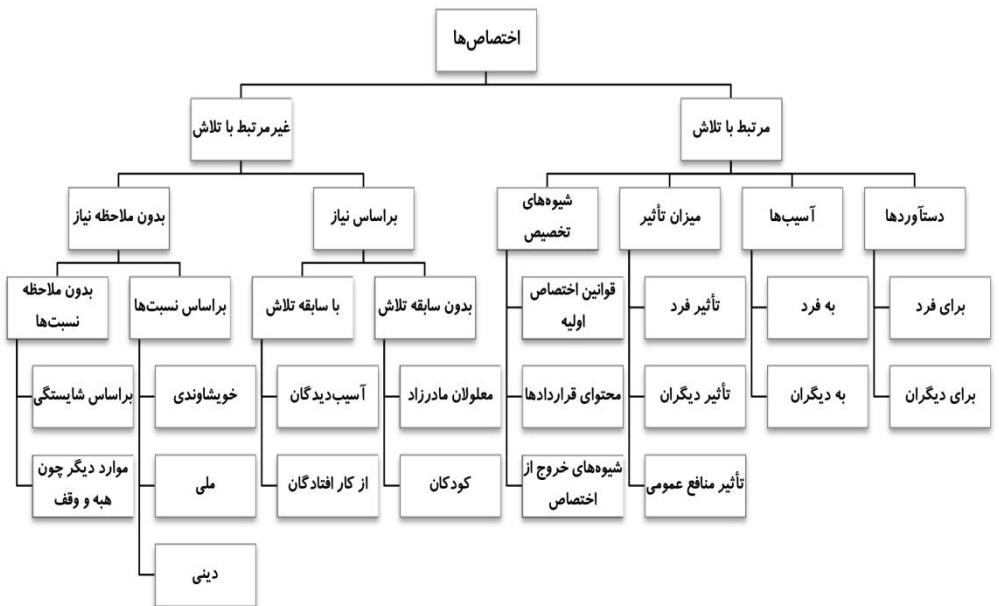 اختصاص‌ها
مرتبط با تلاش
غیرمرتبط با تلاش
دستآوردها
آسیب‌ها
میزان تأثیر
شیوه‌های
تخصیص
براساس نیاز
بدون ملاحظه نیاز
برای فرد
برای دیگران
به فرد
به دیگران
تأثیر فرد
تأثیر دیگران
تأثیر منافع عمومی
قوانین اختصاص
اولیه
محتوای قراردادها
شیوه‌های خروج از
اختصاص
بدون سابقه تلاش
معلولان مادرزاد
کودکان
با سابقه تلاش
آسیب‌دیدگان
از کار افتادگان
براساس نسبت‌ها
خویشاوندی
ملی
دینی
بدون ملاحظه
نسبت‌ها
براساس شایستگی
موارد دیگر چون
هبه و وقف